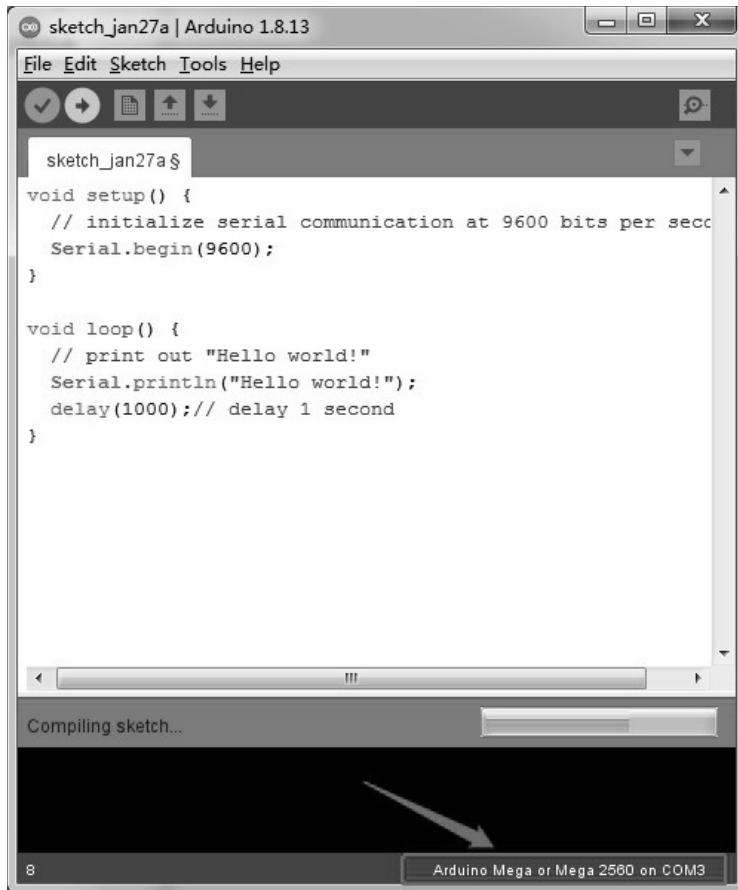 sketch_jan27a | Arduino 1.8.13
File Edit Sketch Tools Help
sketch_jan27a §
void setup() {
  // initialize serial communication at 9600 bits per sec
  Serial.begin(9600);
}
void loop() {
  // print out "Hello world!"
  Serial.println("Hello world!");
  delay(1000);// delay 1 second
}
Compiling sketch...
8
Arduino Mega or Mega 2560 on COM3